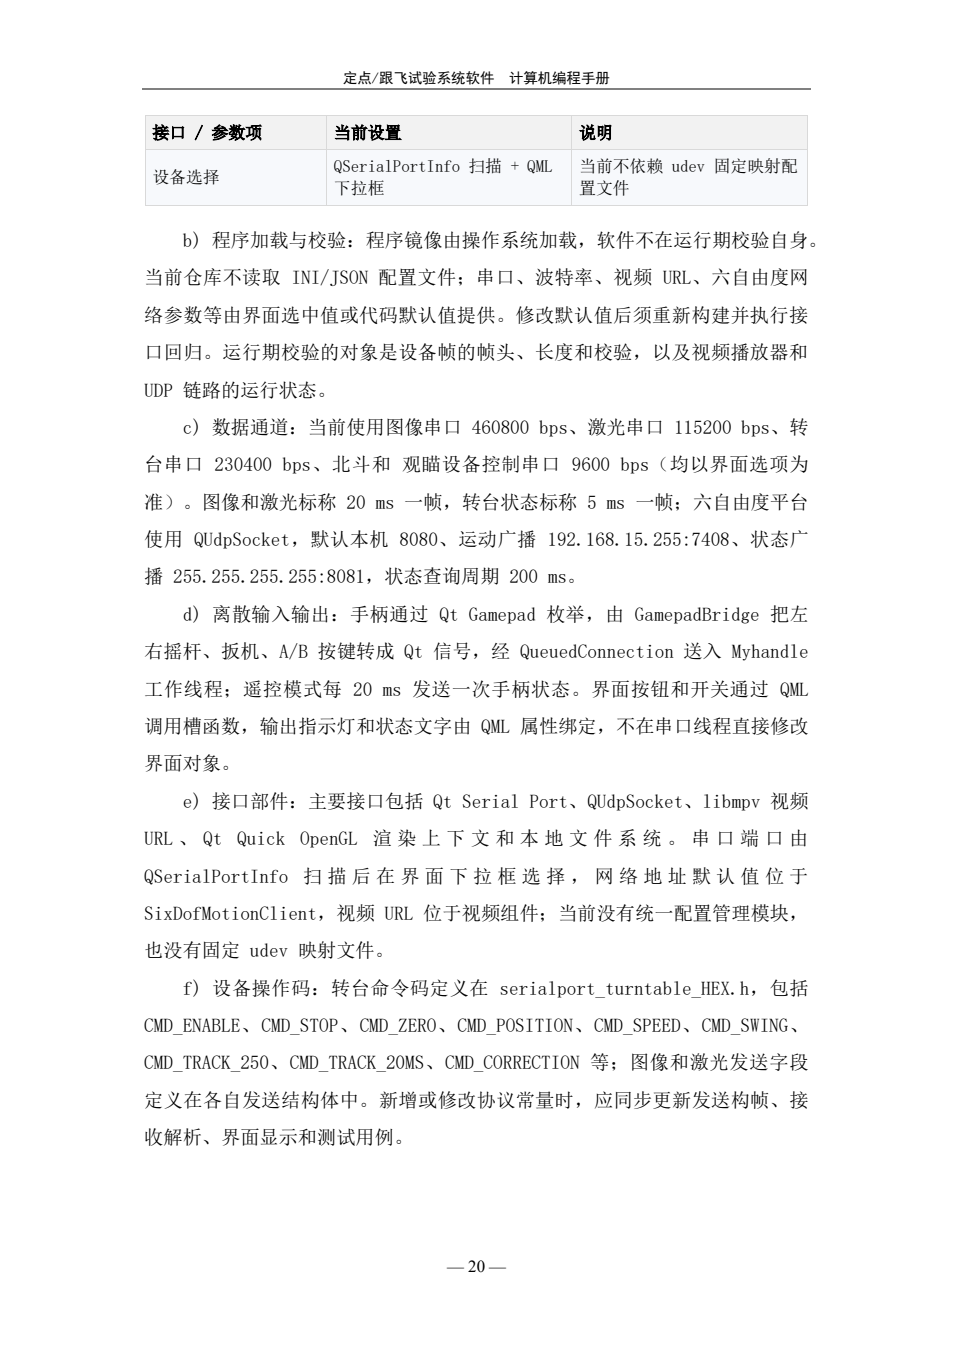 定点/跟飞试验系统软件　计算机编程手册
接口 / 参数项　当前设置　说明
设备选择　QSerialPortInfo 扫描 + QML 下拉框　当前不依赖 udev 固定映射配置文件
b) 程序加载与校验：程序镜像由操作系统加载，软件不在运行期校验自身。
当前仓库不读取 INI/JSON 配置文件；串口、波特率、视频 URL、六自由度网
络参数等由界面选中值或代码默认值提供。修改默认值后须重新构建并执行接
口回归。运行期校验的对象是设备帧的帧头、长度和校验，以及视频播放器和
UDP 链路的运行状态。
c) 数据通道：当前使用图像串口 460800 bps、激光串口 115200 bps、转
台串口 230400 bps、北斗和 观瞄设备控制串口 9600 bps（均以界面选项为
准）。图像和激光标称 20 ms 一帧，转台状态标称 5 ms 一帧；六自由度平台
使用 QUdpSocket，默认本机 8080、运动广播 192.168.15.255:7408、状态广
播 255.255.255.255:8081，状态查询周期 200 ms。
d) 离散输入输出：手柄通过 Qt Gamepad 枚举，由 GamepadBridge 把左
右摇杆、扳机、A/B 按键转成 Qt 信号，经 QueuedConnection 送入 Myhandle
工作线程；遥控模式每 20 ms 发送一次手柄状态。界面按钮和开关通过 QML
调用槽函数，输出指示灯和状态文字由 QML 属性绑定，不在串口线程直接修改
界面对象。
e) 接口部件：主要接口包括 Qt Serial Port、QUdpSocket、libmpv 视频
URL、Qt Quick OpenGL 渲染上下文和本地文件系统。串口端口由
QSerialPortInfo 扫描后在界面下拉框选择，网络地址默认值位于
SixDofMotionClient，视频 URL 位于视频组件；当前没有统一配置管理模块，
也没有固定 udev 映射文件。
f) 设备操作码：转台命令码定义在 serialport_turntable_HEX.h，包括
CMD_ENABLE、CMD_STOP、CMD_ZERO、CMD_POSITION、CMD_SPEED、CMD_SWING、
CMD_TRACK_250、CMD_TRACK_20MS、CMD_CORRECTION 等；图像和激光发送字段
定义在各自发送结构体中。新增或修改协议常量时，应同步更新发送构帧、接
收解析、界面显示和测试用例。
— 20 —